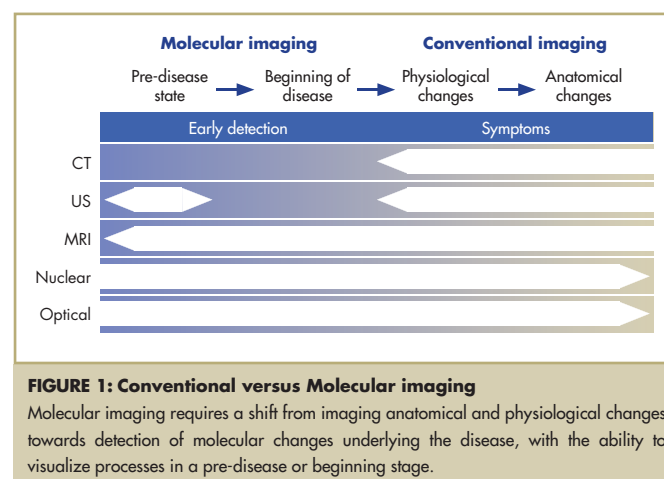 Molecular imaging Conventional imaging
Pre-disease state Beginning of disease Physiological changes Anatomical changes
Early detection Symptoms
CT
US
MRI
Nuclear
Optical
FIGURE 1: Conventional versus Molecular imaging
Molecular imaging requires a shift from imaging anatomical and physiological changes
towards detection of molecular changes underlying the disease, with the ability to
visualize processes in a pre-disease or beginning stage.